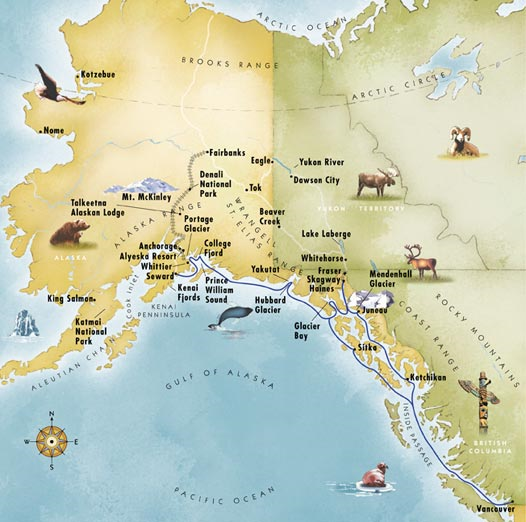 ARCTIC OCEAN
BROOKS RANGE
Kotzebue
ARCTIC CIRCLE
Nome
Fairbanks
Eagle
Yukon River
Dawson City
Denali
National
Park
Tok
Mt. McKinley
YUKON TERRITORY
Talkeetna
Alaskan Lodge
ALASKA RANGE
WRANGELL
ST. ELIAS RANGE
Beaver
Creek
Portage
Glacier
Lake Laberge
ALASKA
Anchorage
Alyeska Resort
Whittier
Seward
College
Fjord
Yakutat
Whitehorse
Fraser
Skagway
Haines
Mendenhall
Glacier
King Salmon
Cook Inlet
Kenai
Fjords
Prince
William
Sound
Hubbard
Glacier
Juneau
KENAI
PENNINSULA
Katmai
National
Park
Glacier
Bay
COAST RANGE
ROCKY MOUNTAINS
ALEUTIAN CHAIN
Sitka
GULF OF ALASKA
Ketchikan
N
W
E
S
INSIDE PASSAGE
BRITISH
COLUMBIA
PACIFIC OCEAN
Vancouver